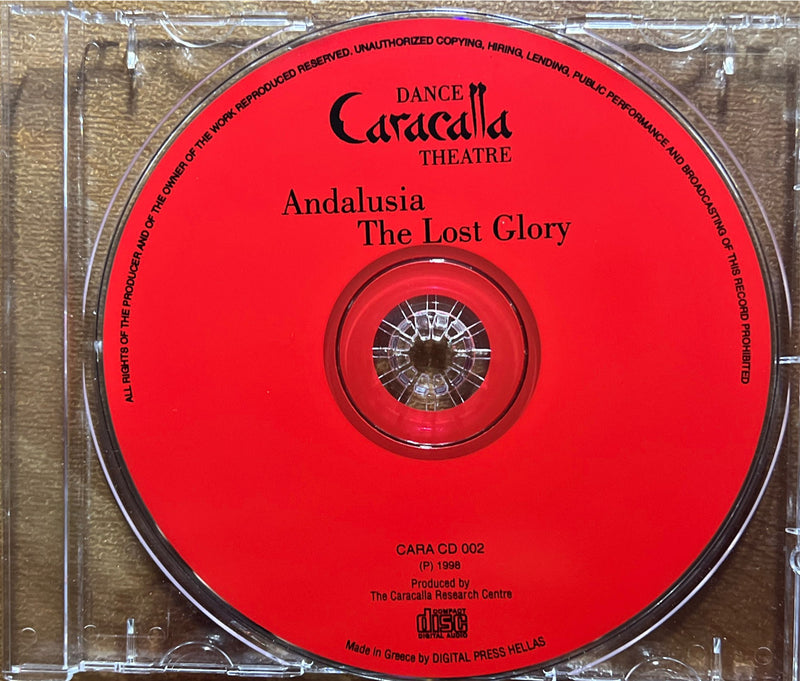 ALL RIGHTS OF THE PRODUCER AND OF THE OWNER OF THE WORK REPRODUCED RESERVED. UNAUTHORIZED COPYING, HIRING, LENDING, PUBLIC PERFORMANCE AND BROADCASTING OF THIS RECORD PROHIBITED
DANCE
Caracalla
THEATRE
Andalusia
The Lost Glory
CARA CD 002
(P) 1998
Produced by
The Caracalla Research Centre
COMPACT
disc
DIGITAL AUDIO
Made in Greece by DIGITAL PRESS HELLAS